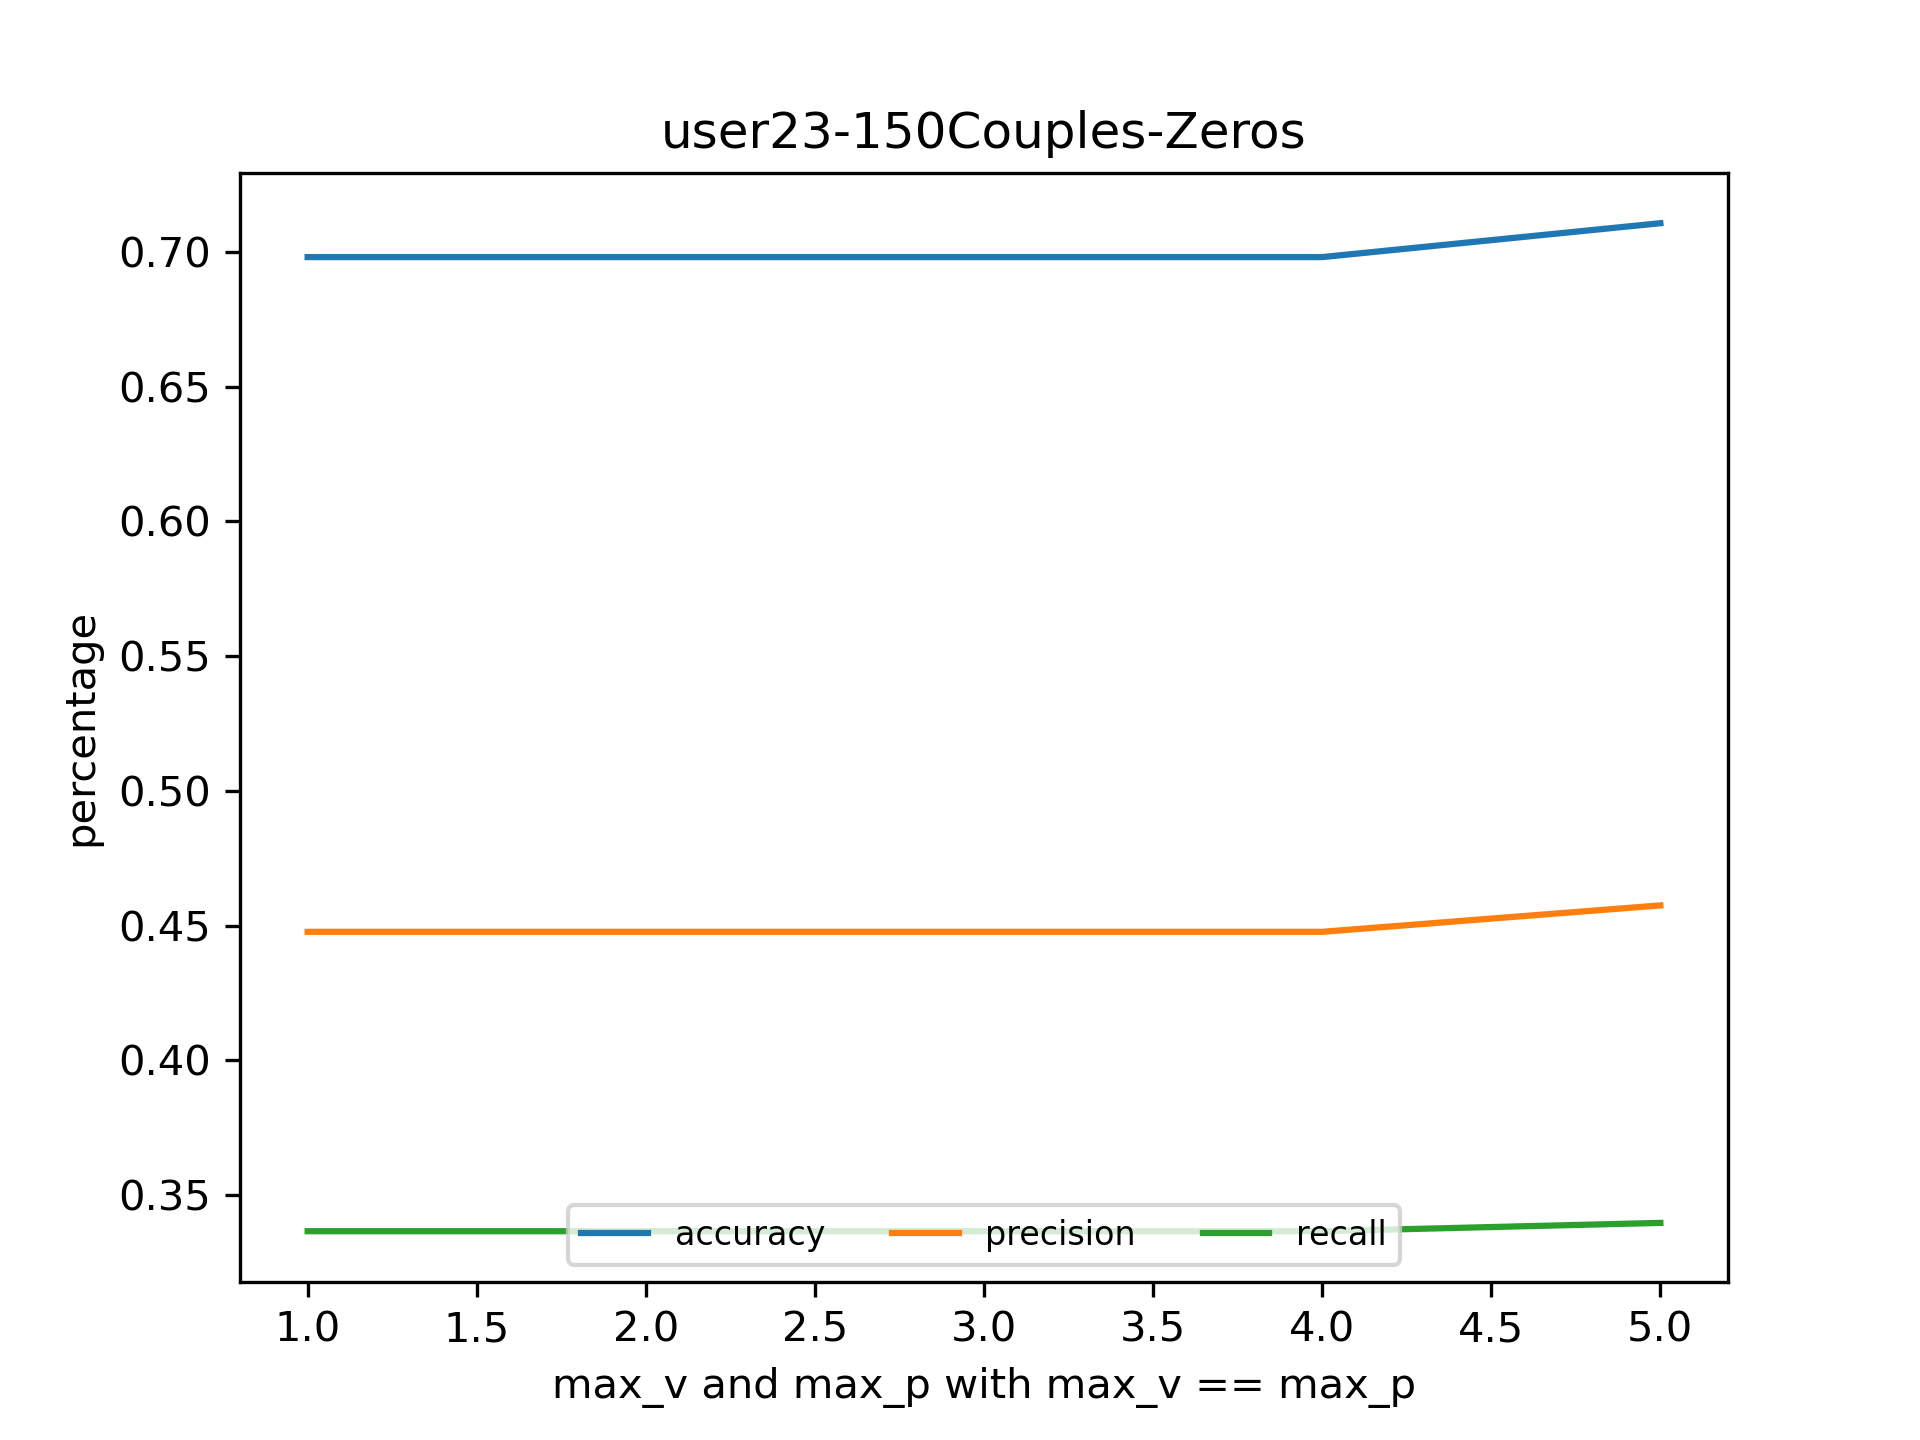 user23-150Couples-Zeros
percentage
0.70
0.65
0.60
0.55
0.50
0.45
0.40
0.35
accuracy precision recall
1.0 1.5 2.0 2.5 3.0 3.5 4.0 4.5 5.0
max_v and max_p with max_v == max_p